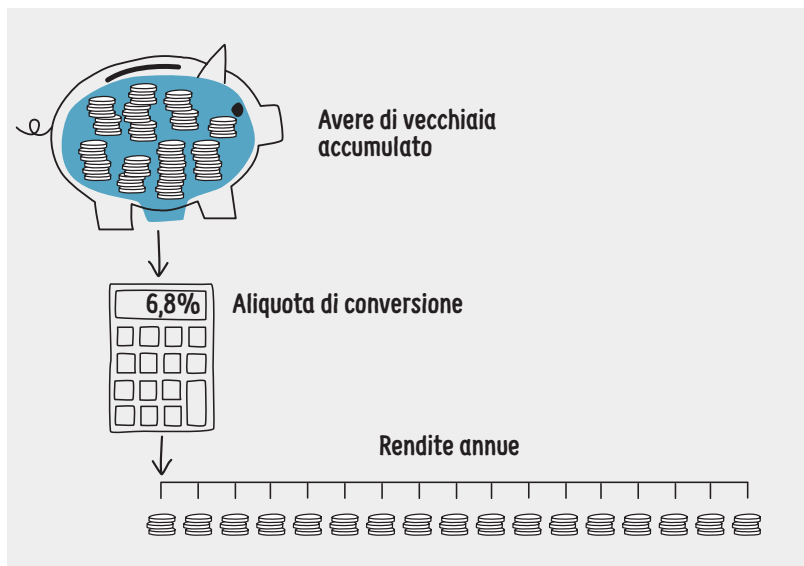 Avere di vecchiaia
accumulato
6,8%
Aliquota di conversione
Rendite annue